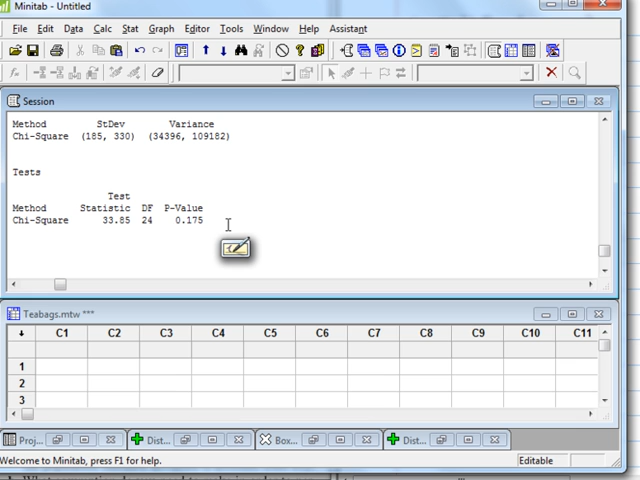 Minitab - Untitled
File Edit Data Calc Stat Graph Editor Tools Window Help Assistant
Session
Method StDev Variance
Chi-Square (185, 330) (34396, 109182)
Tests
Test
Method Statistic DF P-Value
Chi-Square 33.85 24 0.175
Teabags.mtw ***
C1 C2 C3 C4 C5 C6 C7 C8 C9 C10 C11
1
2
3
Proj... Dist... Box... Dist...
Welcome to Minitab, press F1 for help. Editable